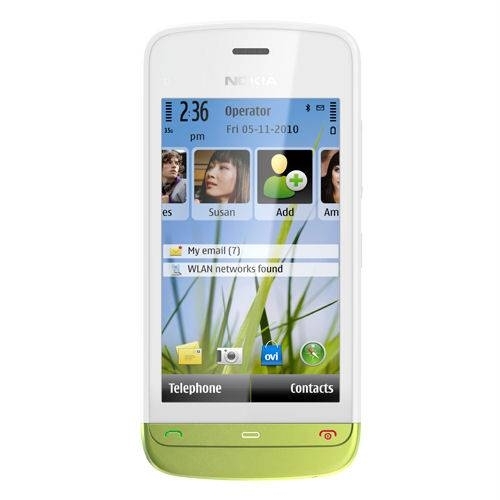 NOKIA
2:36 Operator
35s pm Fri 05-11-2010
es Susan Add Am
My email (7)
WLAN networks found
ovi
Telephone Contacts